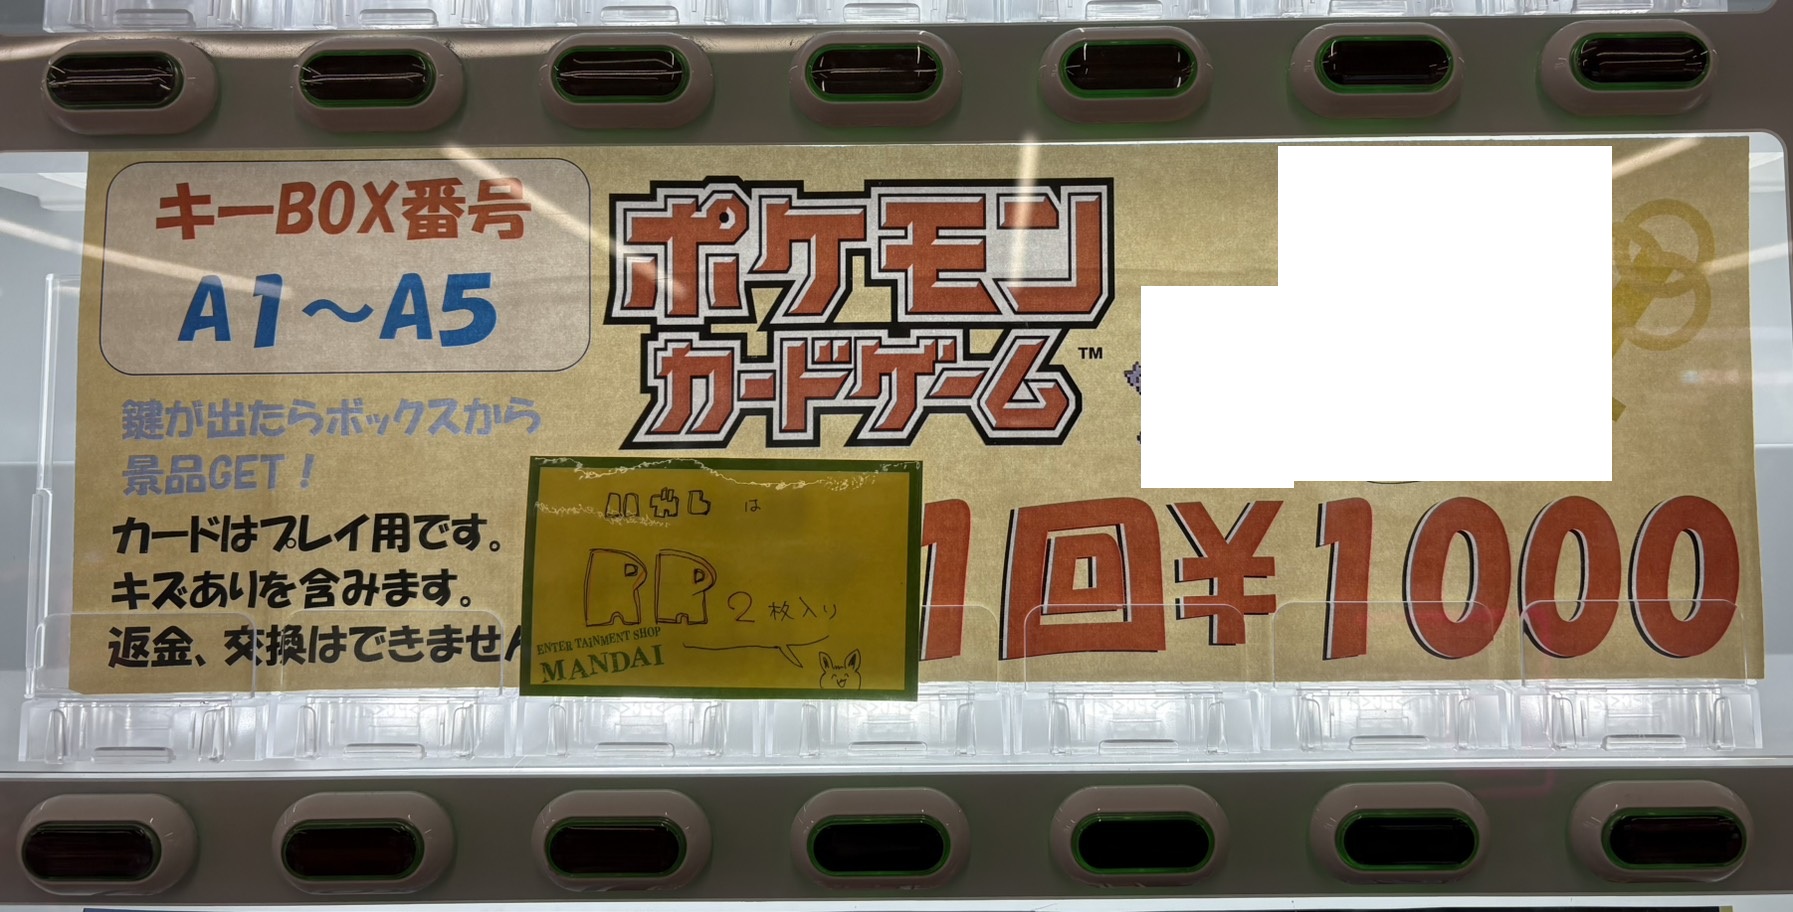 キーBOX番号
A1~A5
鍵が出たらボックスから
景品GET!
カードはプレイ用です。
キズありを含みます。
返金、交換はできません
ポケモン
カードゲーム™
1回¥1000
ハズレは
RR 2枚入り
ENTERTAiNMENT SHOP
MANDAI